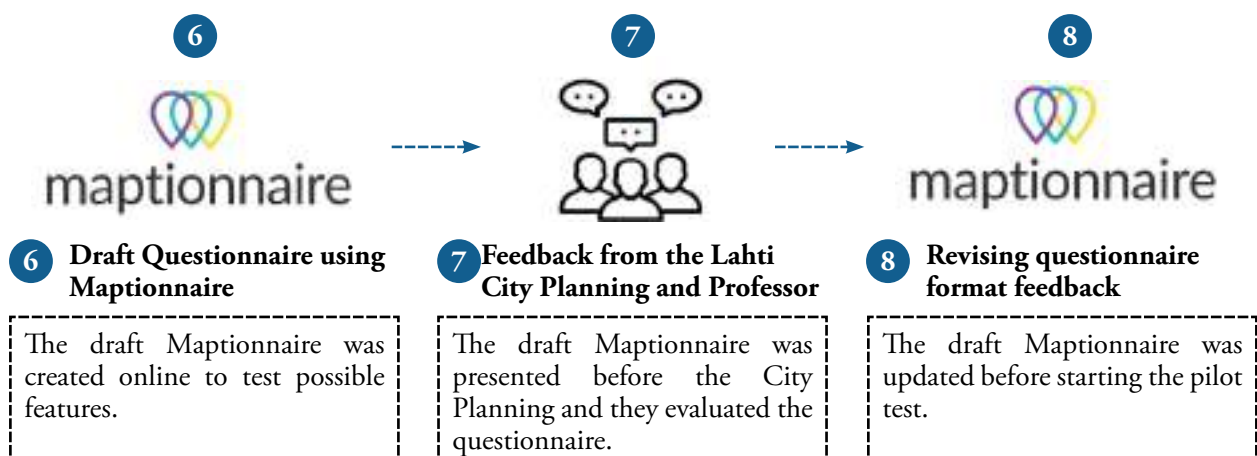 6
7
8
maptionnaire
maptionnaire
6 Draft Questionnaire using
Maptionnaire
The draft Maptionnaire was
created online to test possible
features.
7 Feedback from the Lahti
City Planning and Professor
The draft Maptionnaire was
presented before the City
Planning and they evaluated the
questionnaire.
8 Revising questionnaire
format feedback
The draft Maptionnaire was
updated before starting the pilot
test.